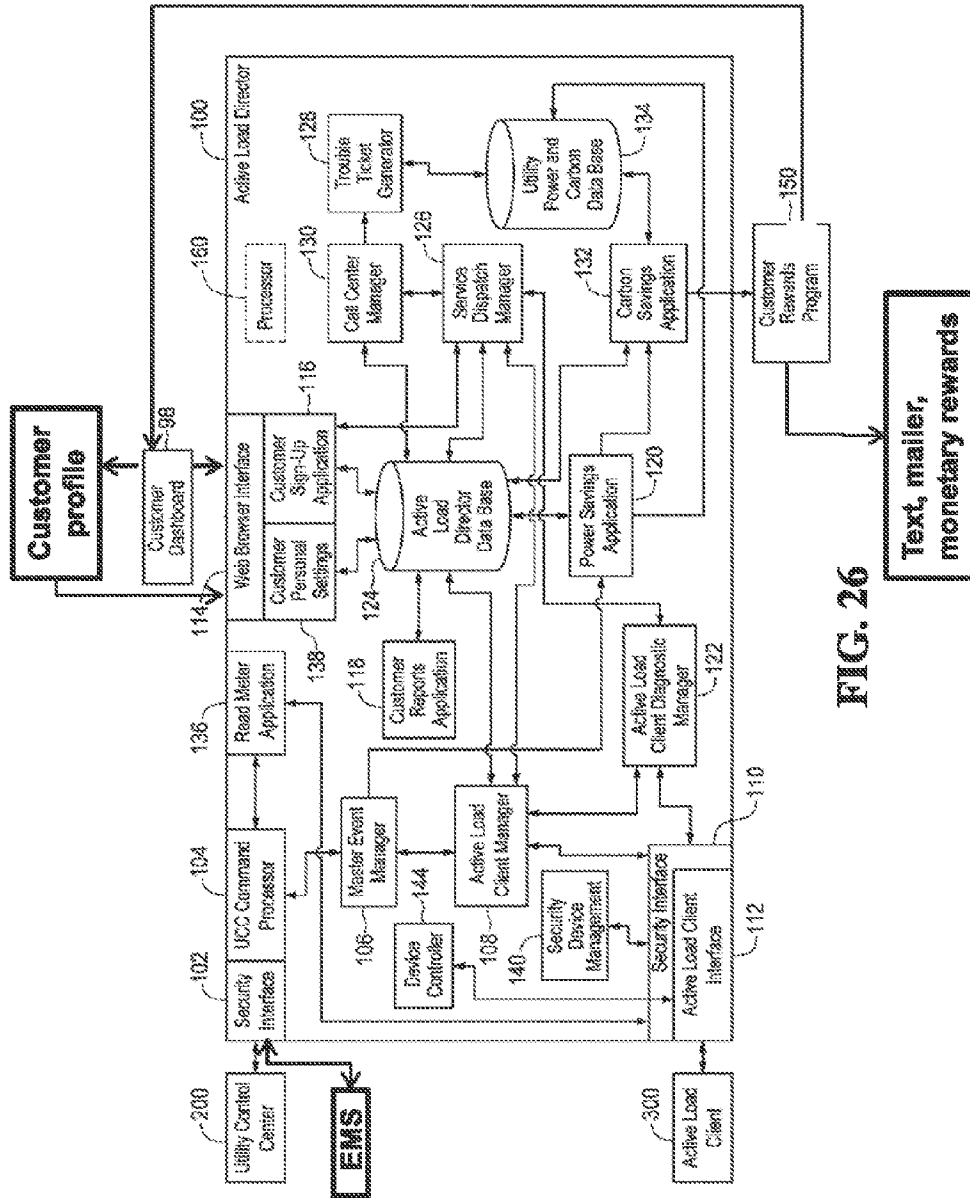 Customer
profile
98
Customer
Dashboard
200
Utility Control
Center
EMS
300
Active Load
Client
100
Active Load Director
102
Security
Interface
104
UCC Command
Processor
136
Read Meter
Application
114
Web Browser Interface
Customer
Personal
Settings
138
Customer
Sign-Up
Application
116
160
Processor
106
Master Event
Manager
144
Device
Controller
108
Active Load
Client Manager
140
Security
Device
Management
Security Interface
110
Active Load Client
Interface
112
118
Customer
Reports
Application
124
Active
Load
Director
Data Base
130
Call Center
Manager
128
Trouble
Ticket
Generator
126
Service
Dispatch
Manager
Utility
Power and
Carbon
Data Base
134
Power Savings
Application
120
132
Carbon
Savings
Application
Active Load
Client Diagnostic
Manager
122
150
Customer
Rewards
Program
Text, mailer,
monetary rewards
FIG. 26